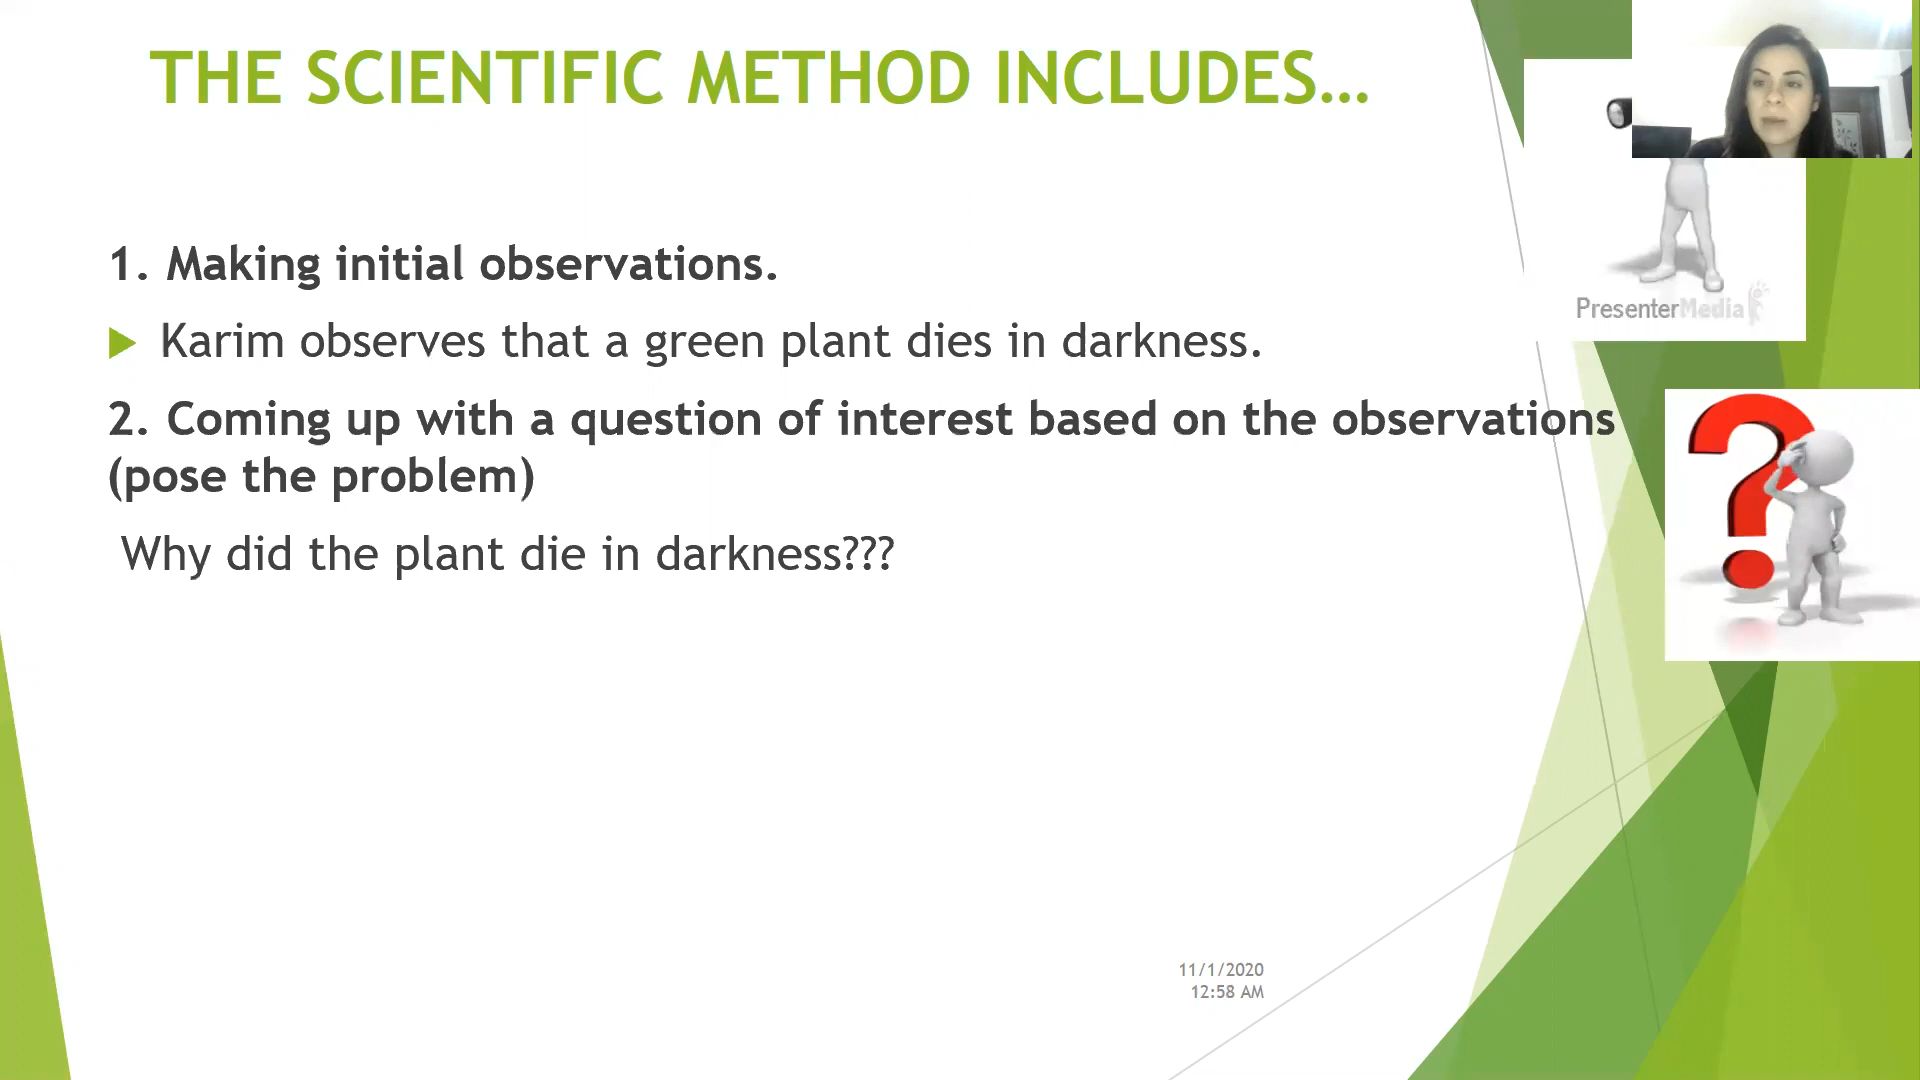 THE SCIENTIFIC METHOD INCLUDES...
1. Making initial observations.
Karim observes that a green plant dies in darkness.
2. Coming up with a question of interest based on the observations
(pose the problem)
Why did the plant die in darkness???
PresenterMedia
11/1/2020
12:58 AM